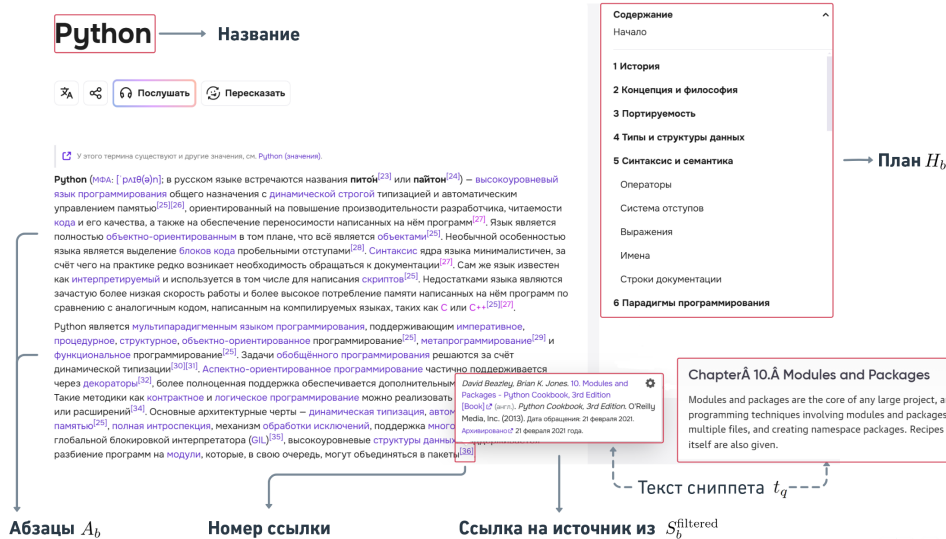 Python
Название
Послушать
Пересказать
У этого термина существуют и другие значения, см. Python (значения).
Python (МФА: [ˈpʌɪθ(ə)n]; в русском языке встречаются названия пито́н[23] или па́йтон[24]) — высокоуровневый
язык программирования общего назначения с динамической строгой типизацией и автоматическим
управлением памятью[25][26], ориентированный на повышение производительности разработчика, читаемости
кода и его качества, а также на обеспечение переносимости написанных на нём программ[27]. Язык является
полностью объектно-ориентированным в том плане, что всё является объектами[25]. Необычной особенностью
языка является выделение блоков кода пробельными отступами[28]. Синтаксис ядра языка минималистичен, за
счёт чего на практике редко возникает необходимость обращаться к документации[27]. Сам же язык известен
как интерпретируемый и используется в том числе для написания скриптов[25]. Недостатками языка являются
зачастую более низкая скорость работы и более высокое потребление памяти написанных на нём программ по
сравнению с аналогичным кодом, написанным на компилируемых языках, таких как C или C++[25][27].
Python является мультипарадигменным языком программирования, поддерживающим императивное,
процедурное, структурное, объектно-ориентированное программирование[25], метапрограммирование[29] и
функциональное программирование[25]. Задачи обобщённого программирования решаются за счёт
динамической типизации[30][31]. Аспектно-ориентированное программирование частично поддерживается
через декораторы[32], более полноценная поддержка обеспечивается дополнительным
Такие методики как контрактное и логическое программирование можно реализовать
или расширений[34]. Основные архитектурные черты — динамическая типизация, автом
памятью[25], полная интроспекция, механизм обработки исключений, поддержка много
глобальной блокировкой интерпретатора (GIL)[35], высокоуровневые структуры данных
разбиение программ на модули, которые, в свою очередь, могут объединяться в пакеты[36]
David Beazley, Brian K. Jones. 10. Modules and
Packages - Python Cookbook, 3rd Edition
[Book] (англ.). Python Cookbook, 3rd Edition. O'Reilly
Media, Inc. (2013). Дата обращения: 21 февраля 2021.
Архивировано 21 февраля 2021 года.
Содержание
Начало
1 История
2 Концепция и философия
3 Портируемость
4 Типы и структуры данных
5 Синтаксис и семантика
Операторы
Система отступов
Выражения
Имена
Строки документации
6 Парадигмы программирования
План H_b
ChapterÂ 10.Â Modules and Packages
Modules and packages are the core of any large project, a
programming techniques involving modules and packages
multiple files, and creating namespace packages. Recipes
itself are also given.
Текст сниппета t_q
Абзацы A_b
Номер ссылки
Ссылка на источник из S_b^filtered